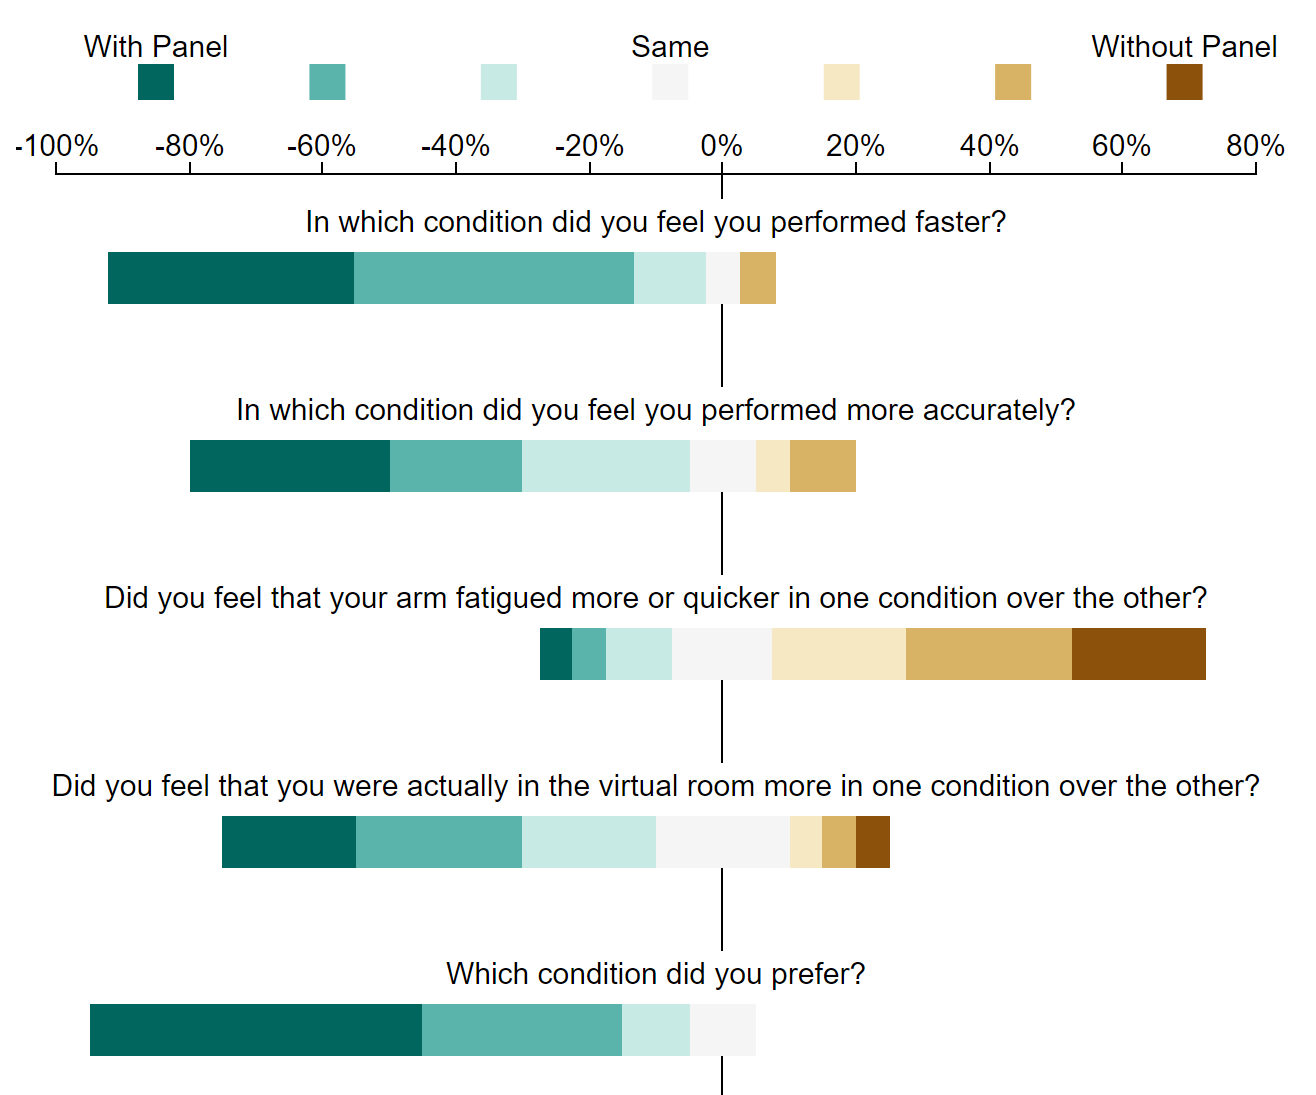 With Panel Same Without Panel
-100% -80% -60% -40% -20% 0% 20% 40% 60% 80%
In which condition did you feel you performed faster?
In which condition did you feel you performed more accurately?
Did you feel that your arm fatigued more or quicker in one condition over the other?
Did you feel that you were actually in the virtual room more in one condition over the other?
Which condition did you prefer?